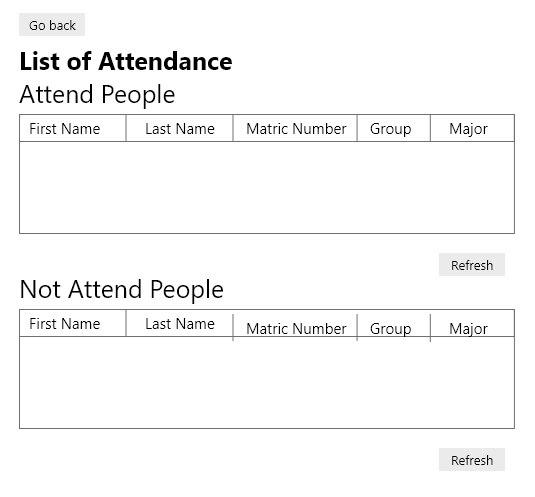 Go back
List of Attendance
Attend People
First Name Last Name Matric Number Group Major
Refresh
Not Attend People
First Name Last Name Matric Number Group Major
Refresh